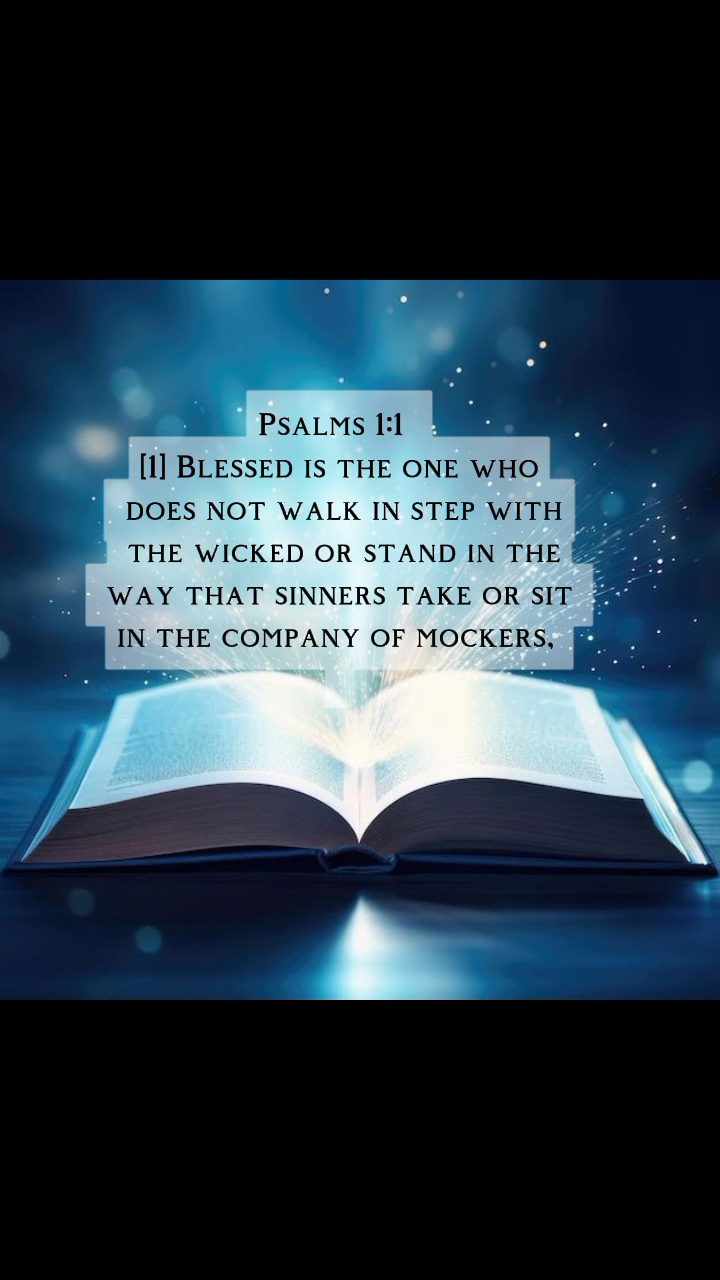 Psalms 1:1
[1] Blessed is the one who
does not walk in step with
the wicked or stand in the
way that sinners take or sit
in the company of mockers,